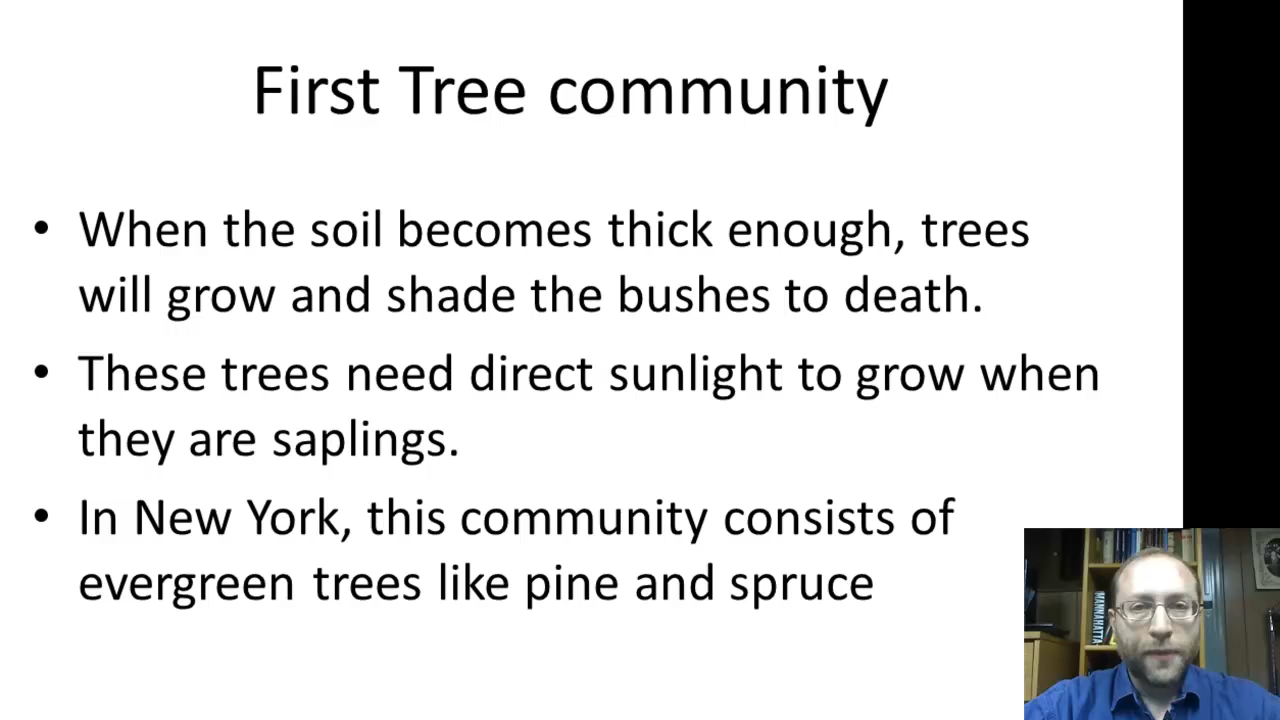 First Tree community
• When the soil becomes thick enough, trees
will grow and shade the bushes to death.
• These trees need direct sunlight to grow when
they are saplings.
• In New York, this community consists of
evergreen trees like pine and spruce
MANNAHATTA